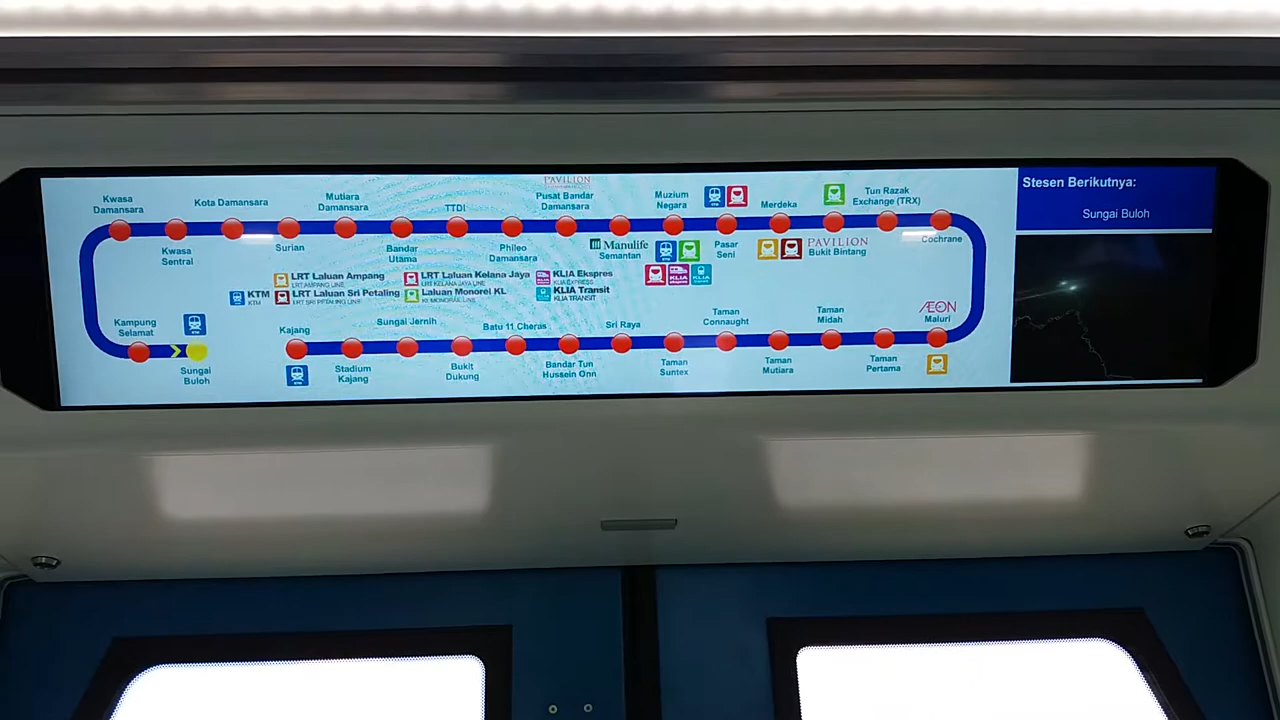 Kwasa
Damansara
Kota Damansara
Mutiara
Damansara
TTDI
PAVILION
Pusat Bandar
Damansara
Muzium
Negara
Merdeka
Tun Razak
Exchange (TRX)
Kwasa
Sentral
Surian
Bandar
Utama
Phileo
Damansara
Manulife
Semantan
Pasar
Seni
PAVILION
Bukit Bintang
Cochrane
KTM
KTM
LRT Laluan Ampang
LRT AMPANG LINE
LRT Laluan Sri Petaling
LRT SRI PETALING LINE
LRT Laluan Kelana Jaya
LRT KELANA JAYA LINE
Laluan Monorel KL
KL MONORAIL LINE
KLIA Ekspres
KLIA EKSPRES
KLIA Transit
KLIA TRANSIT
Kampung
Selamat
Sungai
Buloh
Kajang
Sungai Jernih
Batu 11 Cheras
Sri Raya
Taman
Connaught
Taman
Midah
AEON
Maluri
Stadium
Kajang
Bukit
Dukung
Bandar Tun
Hussein Onn
Taman
Suntex
Taman
Mutiara
Taman
Pertama
Stesen Berikutnya:
Sungai Buloh